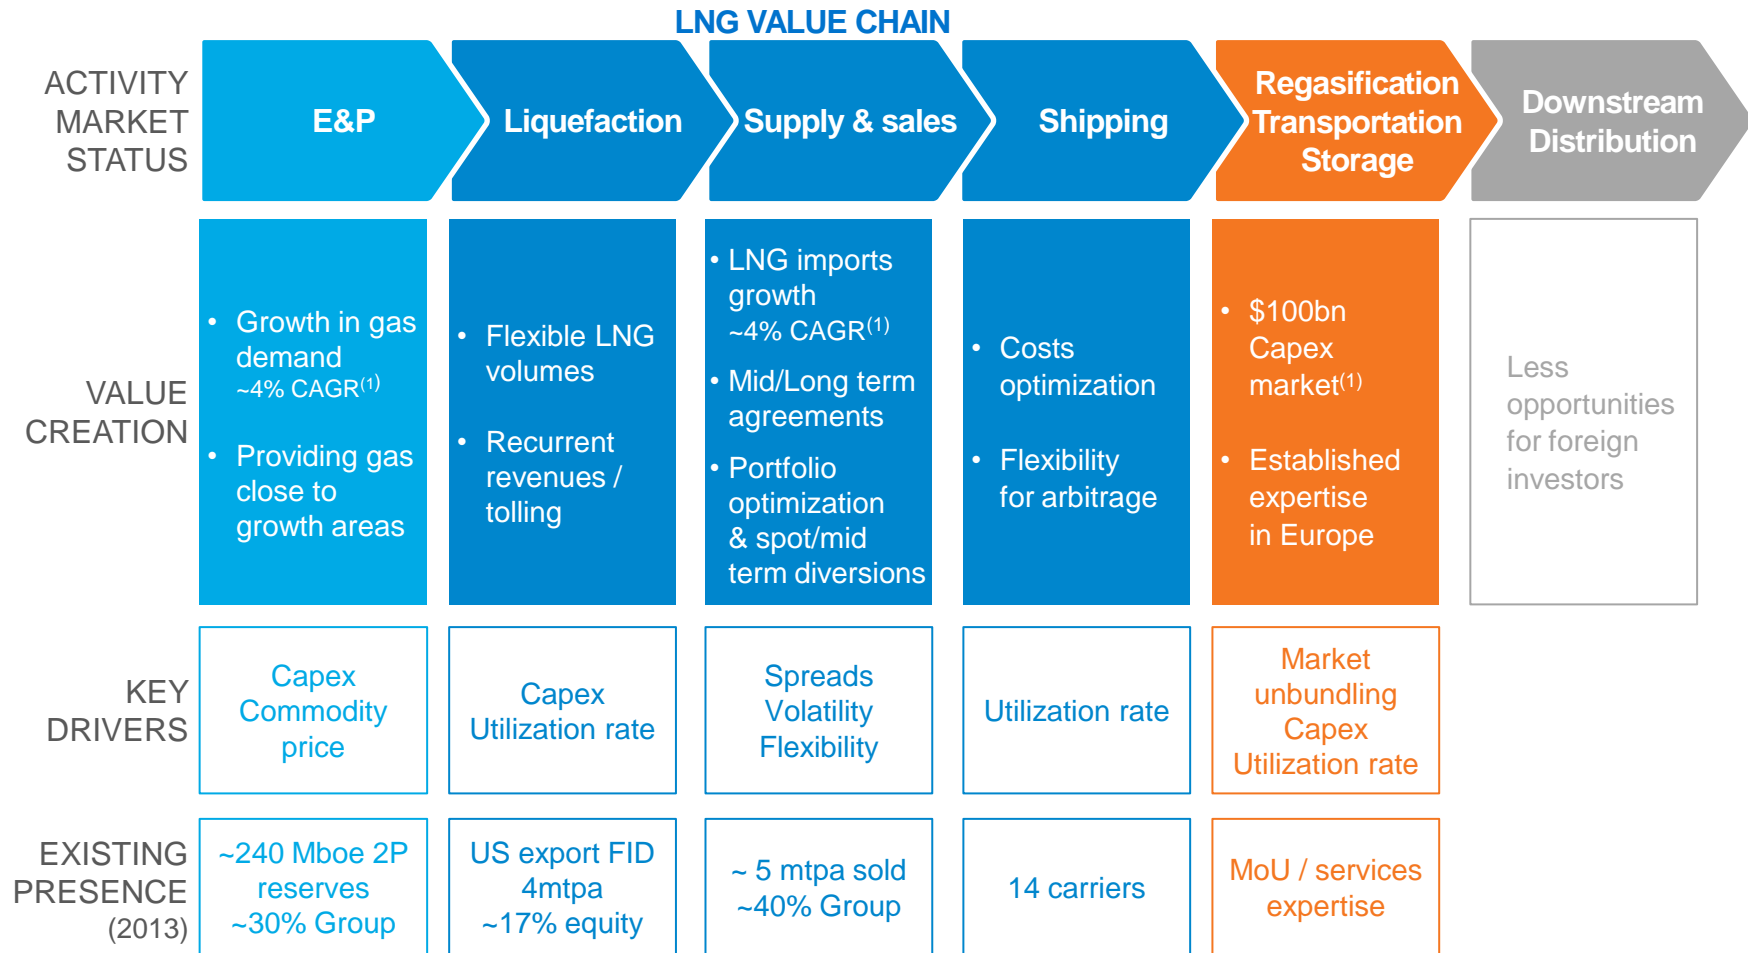 LNG VALUE CHAIN
ACTIVITY
MARKET
STATUS
E&P
Liquefaction
Supply & sales
Shipping
Regasification
Transportation
Storage
Downstream
Distribution
VALUE
CREATION
• Growth in gas
demand
~4% CAGR(1)
• Providing gas
close to
growth areas
• Flexible LNG
volumes
• Recurrent
revenues /
tolling
• LNG imports
growth
~4% CAGR(1)
• Mid/Long term
agreements
• Portfolio
optimization
& spot/mid
term diversions
• Costs
optimization
• Flexibility
for arbitrage
• $100bn
Capex
market(1)
• Established
expertise
in Europe
Less
opportunities
for foreign
investors
KEY
DRIVERS
Capex
Commodity
price
Capex
Utilization rate
Spreads
Volatility
Flexibility
Utilization rate
Market
unbundling
Capex
Utilization rate
EXISTING
PRESENCE
(2013)
~240 Mboe 2P
reserves
~30% Group
US export FID
4mtpa
~17% equity
~ 5 mtpa sold
~40% Group
14 carriers
MoU / services
expertise